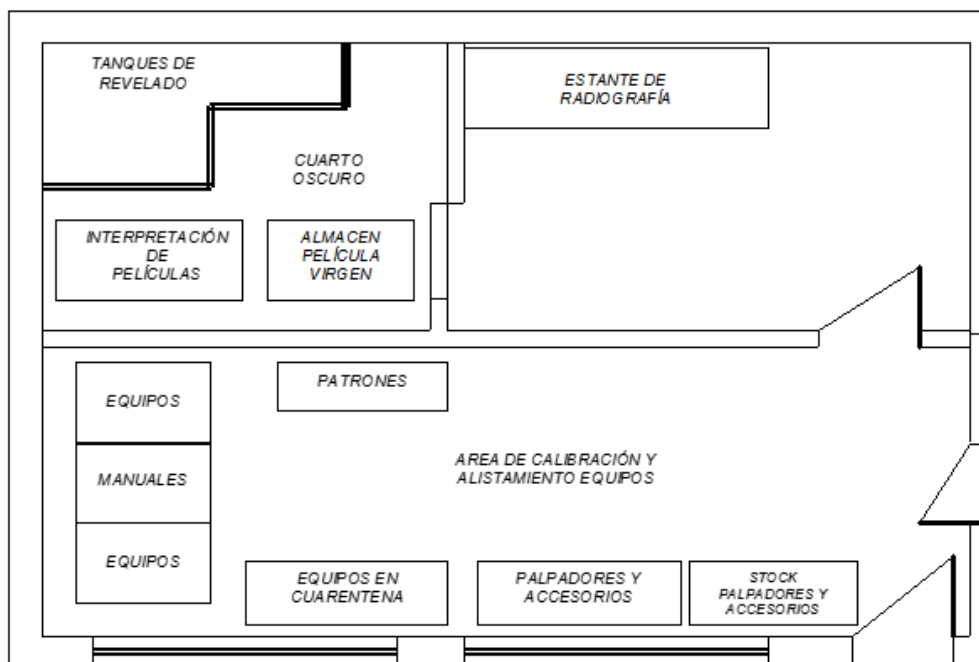 TANQUES DE
REVELADO
ESTANTE DE
RADIOGRAFÍA
CUARTO
OSCURO
INTERPRETACIÓN
DE
PELÍCULAS
ALMACEN
PELÍCULA
VIRGEN
EQUIPOS
PATRONES
MANUALES
AREA DE CALIBRACIÓN Y
ALISTAMIENTO EQUIPOS
EQUIPOS
EQUIPOS EN
CUARENTENA
PALPADORES Y
ACCESORIOS
STOCK
PALPADORES Y
ACCESORIOS